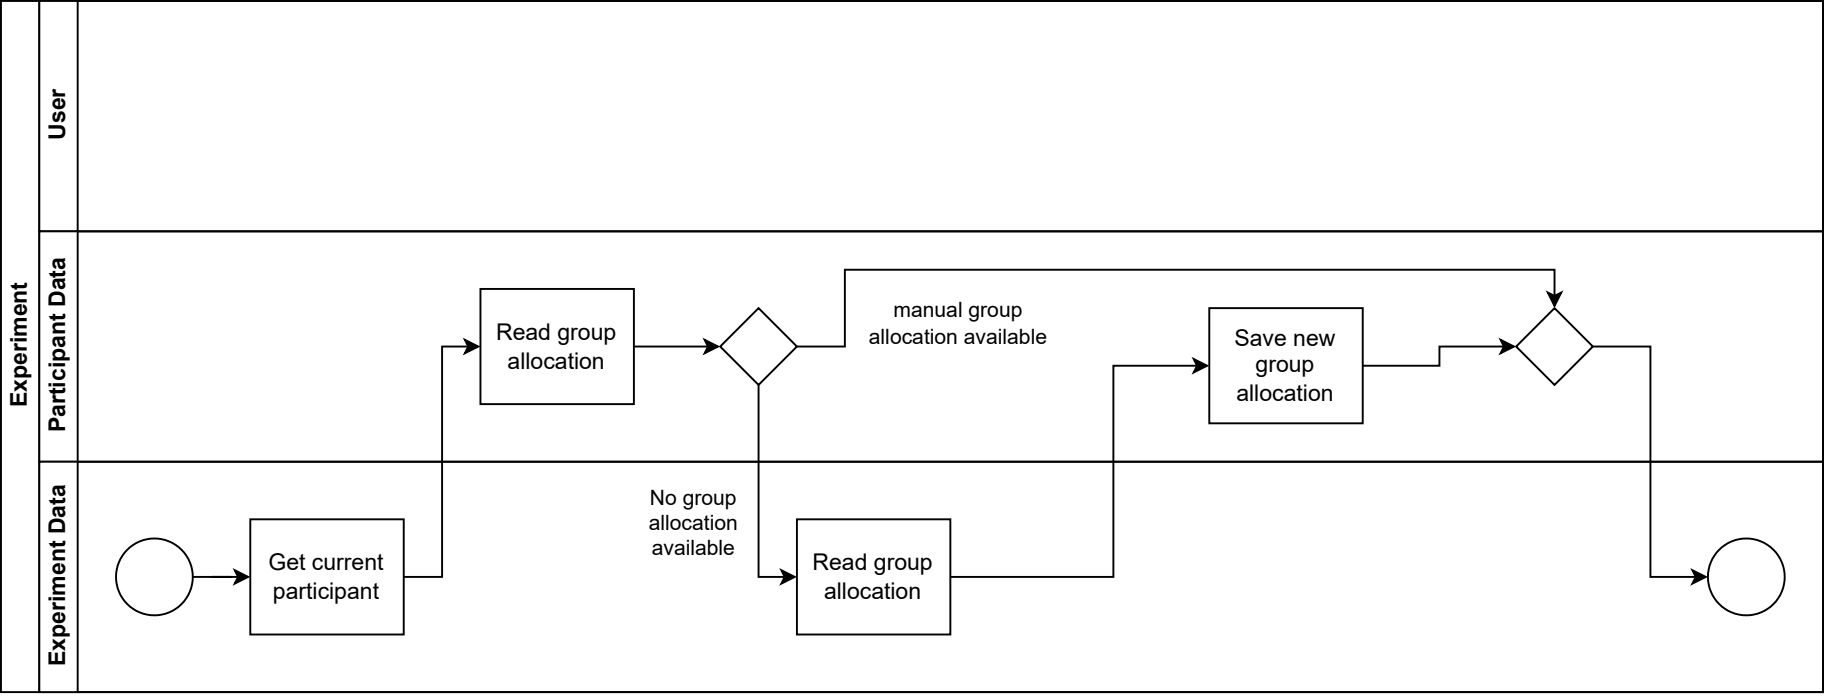 Experiment
User
Participant Data
Read group
allocation
manual group
allocation available
Save new
group
allocation
Experiment Data
Get current
participant
No group
allocation
available
Read group
allocation